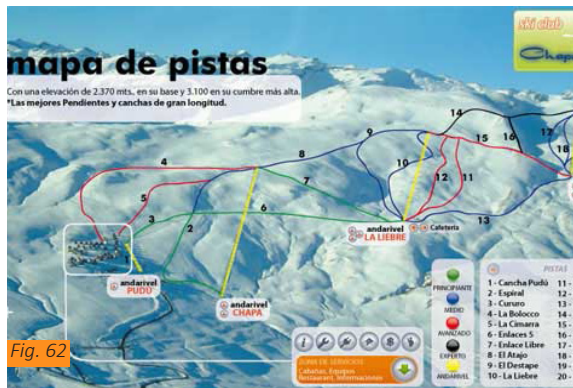 ski club
Chapa
mapa de pistas
Con una elevación de 2.370 mts., en su base y 3.100 en su cumbre más alta.
*Las mejores Pendientes y canchas de gran longitud.
14
9
16
15
12
8
4
10
18
7
12
11
5
6
13
3
2
1
andarivel
LA LIEBRE
Cafetería
andarivel
PUDÚ
andarivel
CHAPA
PRINCIPIANTE
MEDIO
AVANZADO
EXPERTO
ANDARIVEL
PISTAS
1 - Cancha Pudú 11 -
2 - Espiral 12 -
3 - Cururo 13 -
4 - La Bolocco 14 -
5 - La Cimarra 15 -
6 - Enlaces 5 16 -
7 - Enlace Libre 17 -
8 - El Atajo 18 -
9 - El Destape 19 -
10 - La Liebre 20 -
ZONA DE SERVICIOS
Cabañas, Equipos
Restaurant, Informaciones
Fig. 62